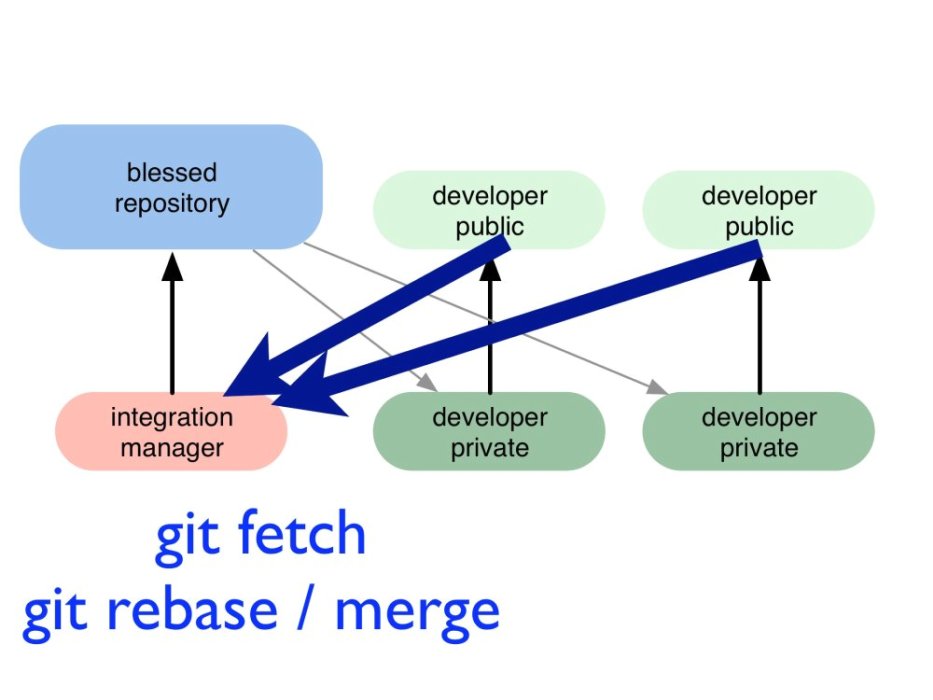 blessed
repository
developer
public
developer
public
integration
manager
developer
private
developer
private
git fetch
git rebase / merge